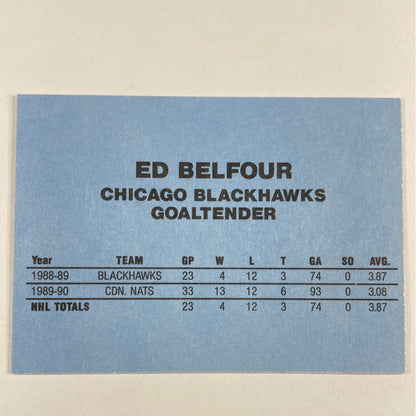 ED BELFOUR
CHICAGO BLACKHAWKS
GOALTENDER
Year TEAM GP W L T GA SO AVG.
1988-89 BLACKHAWKS 23 4 12 3 74 0 3.87
1989-90 CDN. NATS 33 13 12 6 93 0 3.08
NHL TOTALS 23 4 12 3 74 0 3.87